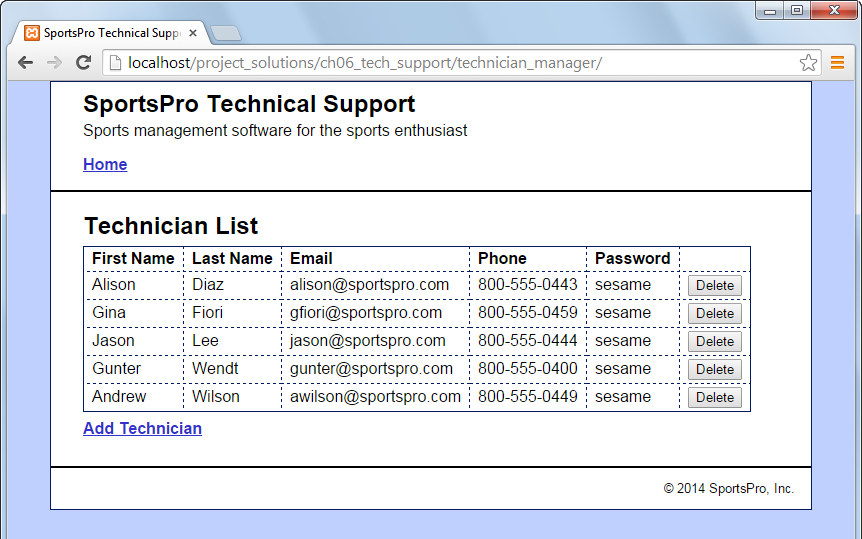 SportsPro Technical Supp
localhost/project_solutions/ch06_tech_support/technician_manager/
SportsPro Technical Support
Sports management software for the sports enthusiast
Home
Technician List
First Name Last Name Email Phone Password
Alison Diaz alison@sportspro.com 800-555-0443 sesame Delete
Gina Fiori gfiori@sportspro.com 800-555-0459 sesame Delete
Jason Lee jason@sportspro.com 800-555-0444 sesame Delete
Gunter Wendt gunter@sportspro.com 800-555-0400 sesame Delete
Andrew Wilson awilson@sportspro.com 800-555-0449 sesame Delete
Add Technician
© 2014 SportsPro, Inc.